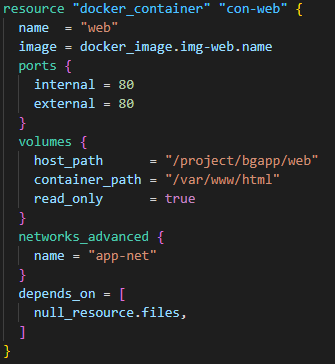 resource "docker_container" "con-web" {
  name  = "web"
  image = docker_image.img-web.name
  ports {
    internal = 80
    external = 80
  }
  volumes {
    host_path      = "/project/bgapp/web"
    container_path = "/var/www/html"
    read_only      = true
  }
  networks_advanced {
    name = "app-net"
  }
  depends_on = [
    null_resource.files,
  ]
}